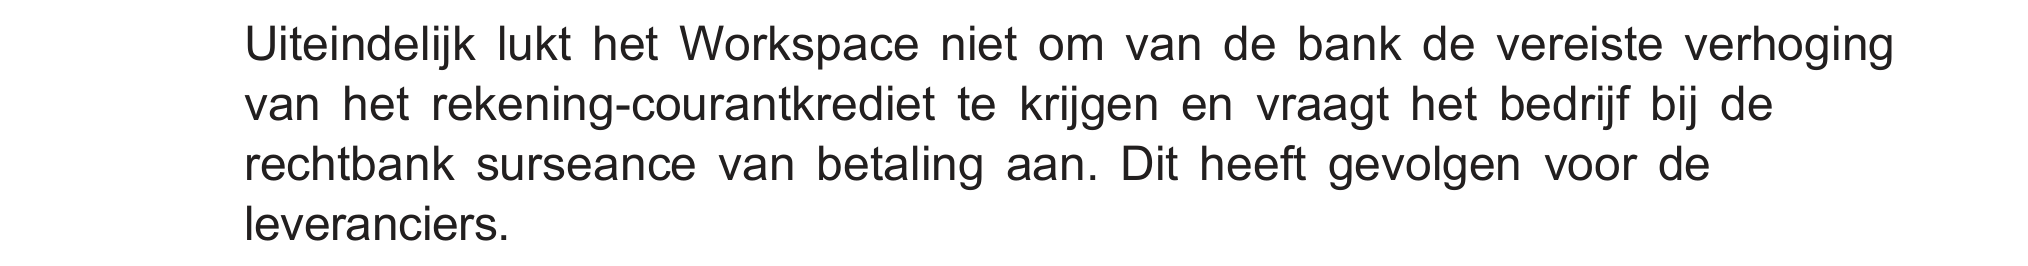 Uiteindelijk lukt het Workspace niet om van de bank de vereiste verhoging
van het rekening-courantkrediet te krijgen en vraagt het bedrijf bij de
rechtbank surseance van betaling aan. Dit heeft gevolgen voor de
leveranciers.